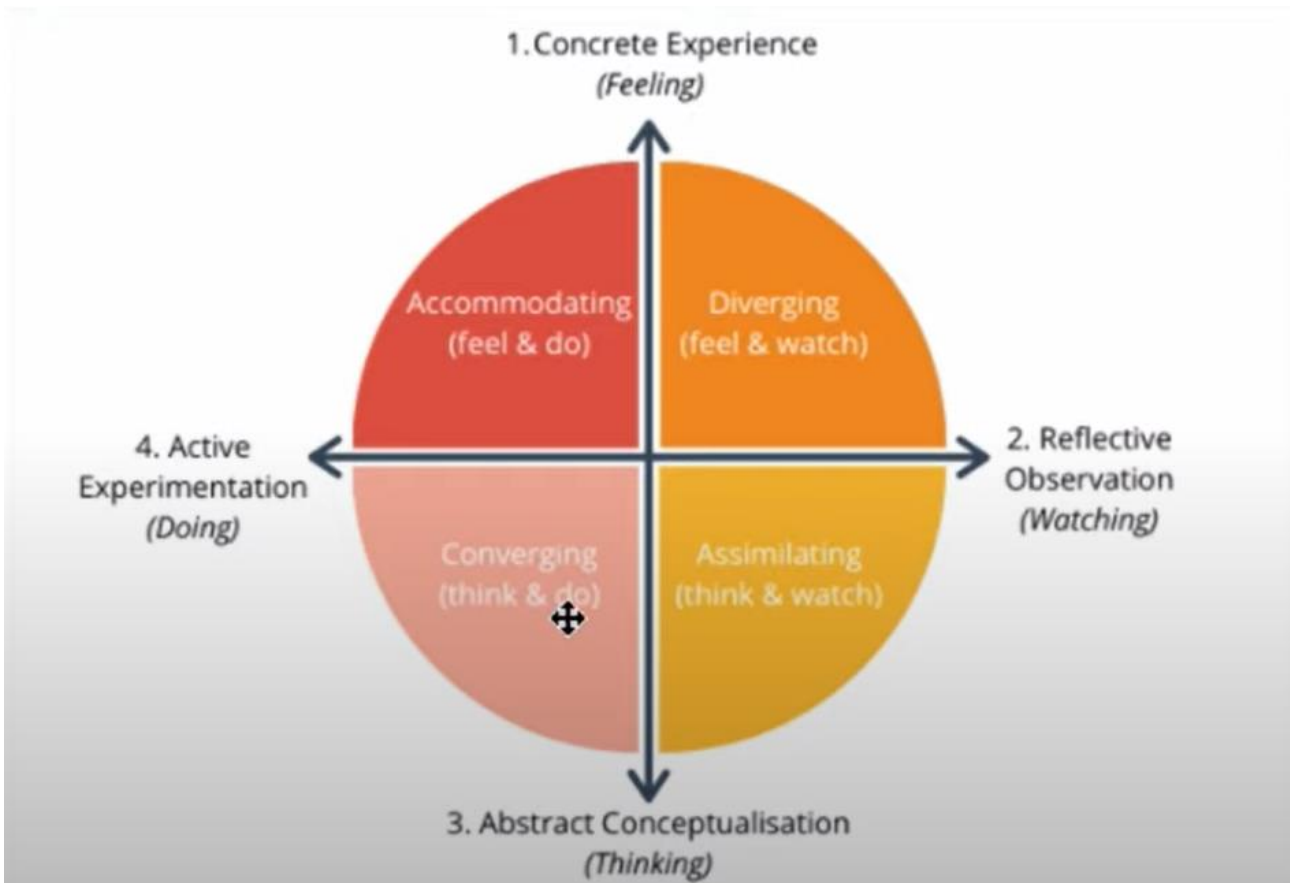 1.Concrete Experience
(Feeling)
Accommodating
(feel & do)
Diverging
(feel & watch)
4. Active
Experimentation
(Doing)
2. Reflective
Observation
(Watching)
Converging
(think & do)
Assimilating
(think & watch)
3. Abstract Conceptualisation
(Thinking)